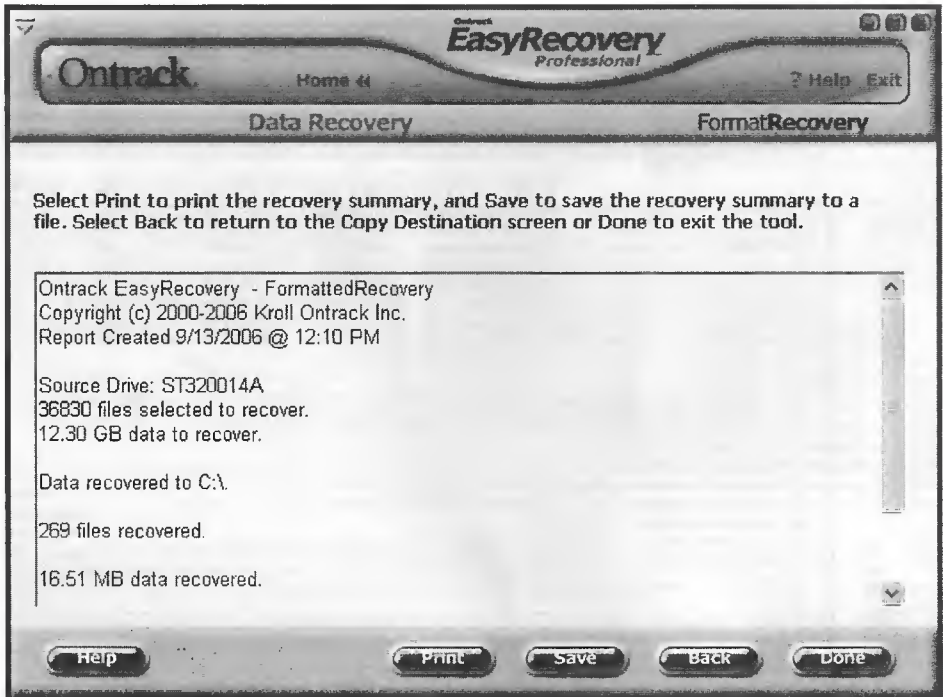 Ontrack
EasyRecovery
Professional
Ontrack
Home «
? Help Exit
Data Recovery
FormatRecovery
Select Print to print the recovery summary, and Save to save the recovery summary to a
file. Select Back to return to the Copy Destination screen or Done to exit the tool.
Ontrack EasyRecovery - FormattedRecovery
Copyright (c) 2000-2006 Kroll Ontrack Inc.
Report Created 9/13/2006 @ 12:10 PM
Source Drive: ST320014A
36830 files selected to recover.
12.30 GB data to recover.
Data recovered to C:\.
269 files recovered.
16.51 MB data recovered.
Help
Print
Save
Back
Done